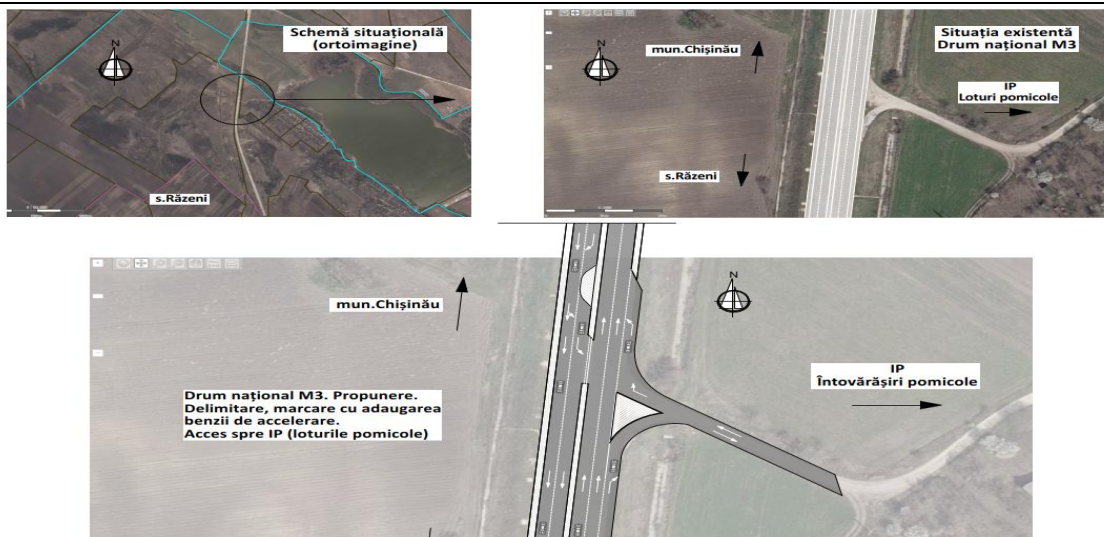 Schemă situațională
(ortoimagine)
N
s.Răzeni
Situația existentă
Drum național M3
mun.Chișinău
N
IP
Loturi pomicole
s.Răzeni
mun.Chișinău
N
IP
Întovărășiri pomicole
Drum național M3. Propunere.
Delimitare, marcare cu adaugarea
benzii de accelerare.
Acces spre IP (loturile pomicole)